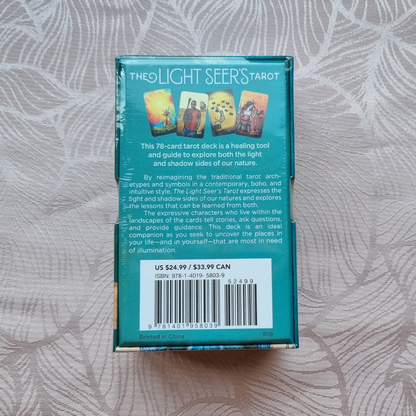 THE LIGHT SEER'S TAROT
This 78-card tarot deck is a healing tool
and guide to explore both the light
and shadow sides of our nature.
By reimagining the traditional tarot arch-
etypes and symbols in a contemporary, boho, and
intuitive style, The Light Seer's Tarot expresses the
light and shadow sides of our natures and explores
the lessons that can be learned from both.
The expressive characters who live within the
landscapes of the cards tell stories, ask questions,
and provide guidance. This deck is an ideal
companion as you seek to uncover the places in
your life—and in yourself—that are most in need
of illumination.
US $24.99 / $33.99 CAN
ISBN: 978-1-4019-5803-9
52499
9 781401 958039
Printed in China